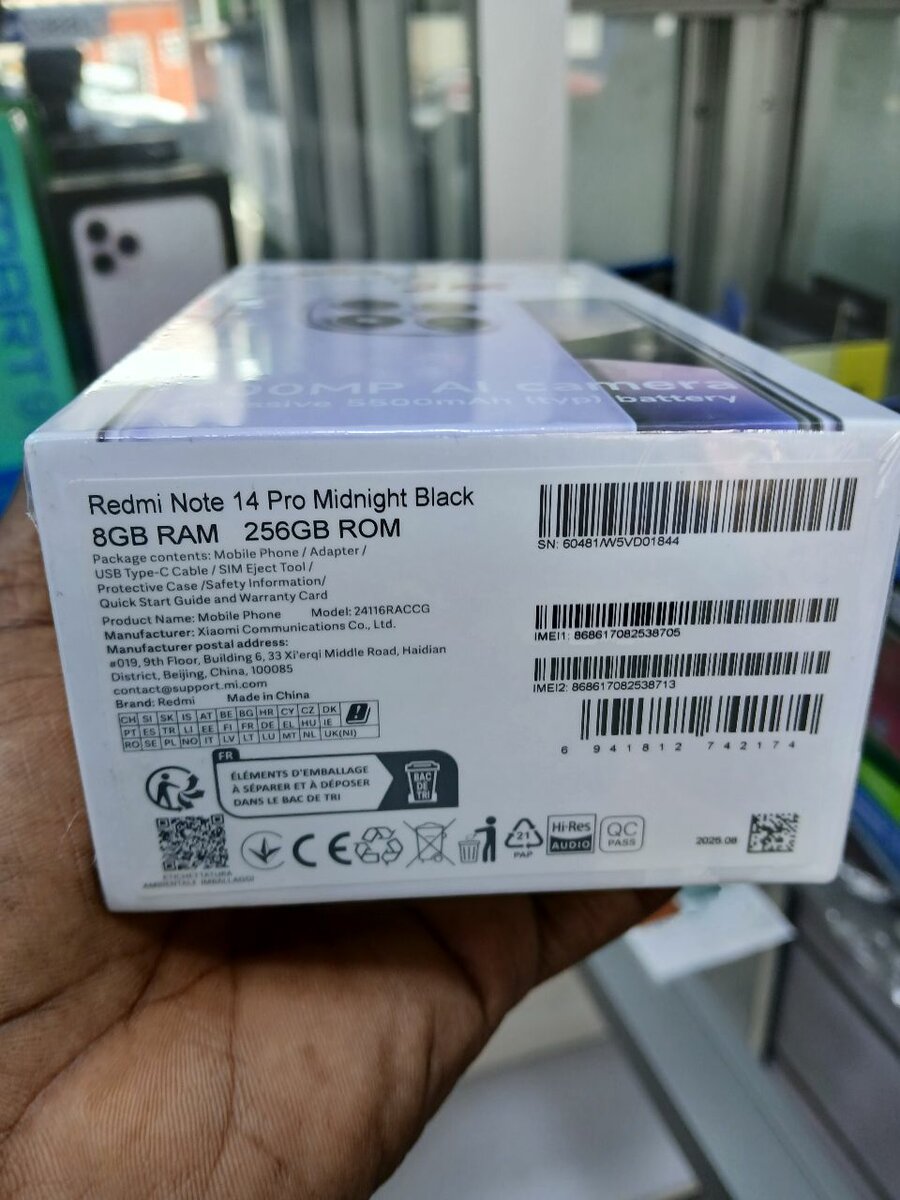 00MP AI camera
ssive 5500mAh (typ) battery
Redmi Note 14 Pro Midnight Black
8GB RAM 256GB ROM
Package contents: Mobile Phone / Adapter /
USB Type-C Cable / SIM Eject Tool /
Protective Case /Safety Information/
Quick Start Guide and Warranty Card
Product Name: Mobile Phone Model: 24116RACCG
Manufacturer: Xiaomi Communications Co., Ltd.
Manufacturer postal address:
#019, 9th Floor, Building 6, 33 Xi'erqi Middle Road, Haidian
District, Beijing, China, 100085
contact@support.mi.com
Brand: Redmi Made in China
CH SI SK IS AT BE BG HR CY CZ DK
PT ES TR LI EE FI FR DE EL HU IE
RO SE PL NO IT LV LT LU MT NL UK(NI)
FR
ÉLÉMENTS D'EMBALLAGE
À SÉPARER ET À DÉPOSER
DANS LE BAC DE TRI
BAC
DE
TRI
ETICHETTATURA
AMBIENTALE IMBALLAGGI
CE
21
PAP
Hi-Res
AUDIO
QC
PASS
SN: 60481/W5VD01844
IMEI1: 868617082538705
IMEI2: 868617082538713
6 941812 742174
2025.08